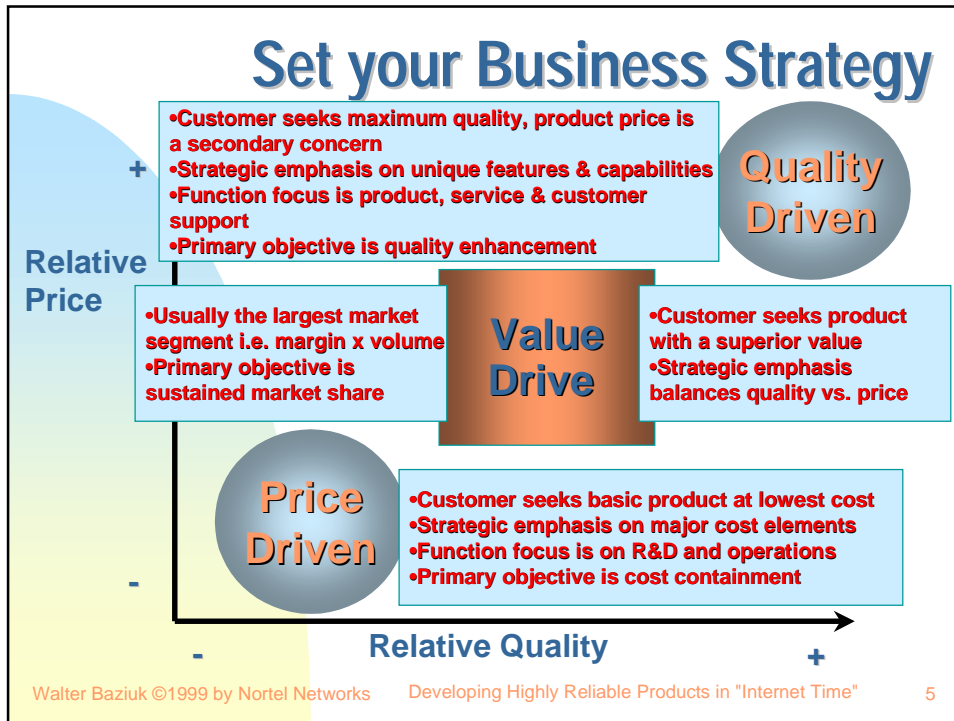 Set your Business Strategy
•Customer seeks maximum quality, product price is
a secondary concern
•Strategic emphasis on unique features & capabilities
•Function focus is product, service & customer
support
•Primary objective is quality enhancement
Quality
Driven
+
Relative
Price
•Usually the largest market
segment i.e. margin x volume
•Primary objective is
sustained market share
Value
Drive
•Customer seeks product
with a superior value
•Strategic emphasis
balances quality vs. price
Price
Driven
•Customer seeks basic product at lowest cost
•Strategic emphasis on major cost elements
•Function focus is on R&D and operations
•Primary objective is cost containment
-
-
Relative Quality
+
Walter Baziuk ©1999 by Nortel Networks
Developing Highly Reliable Products in "Internet Time"
5